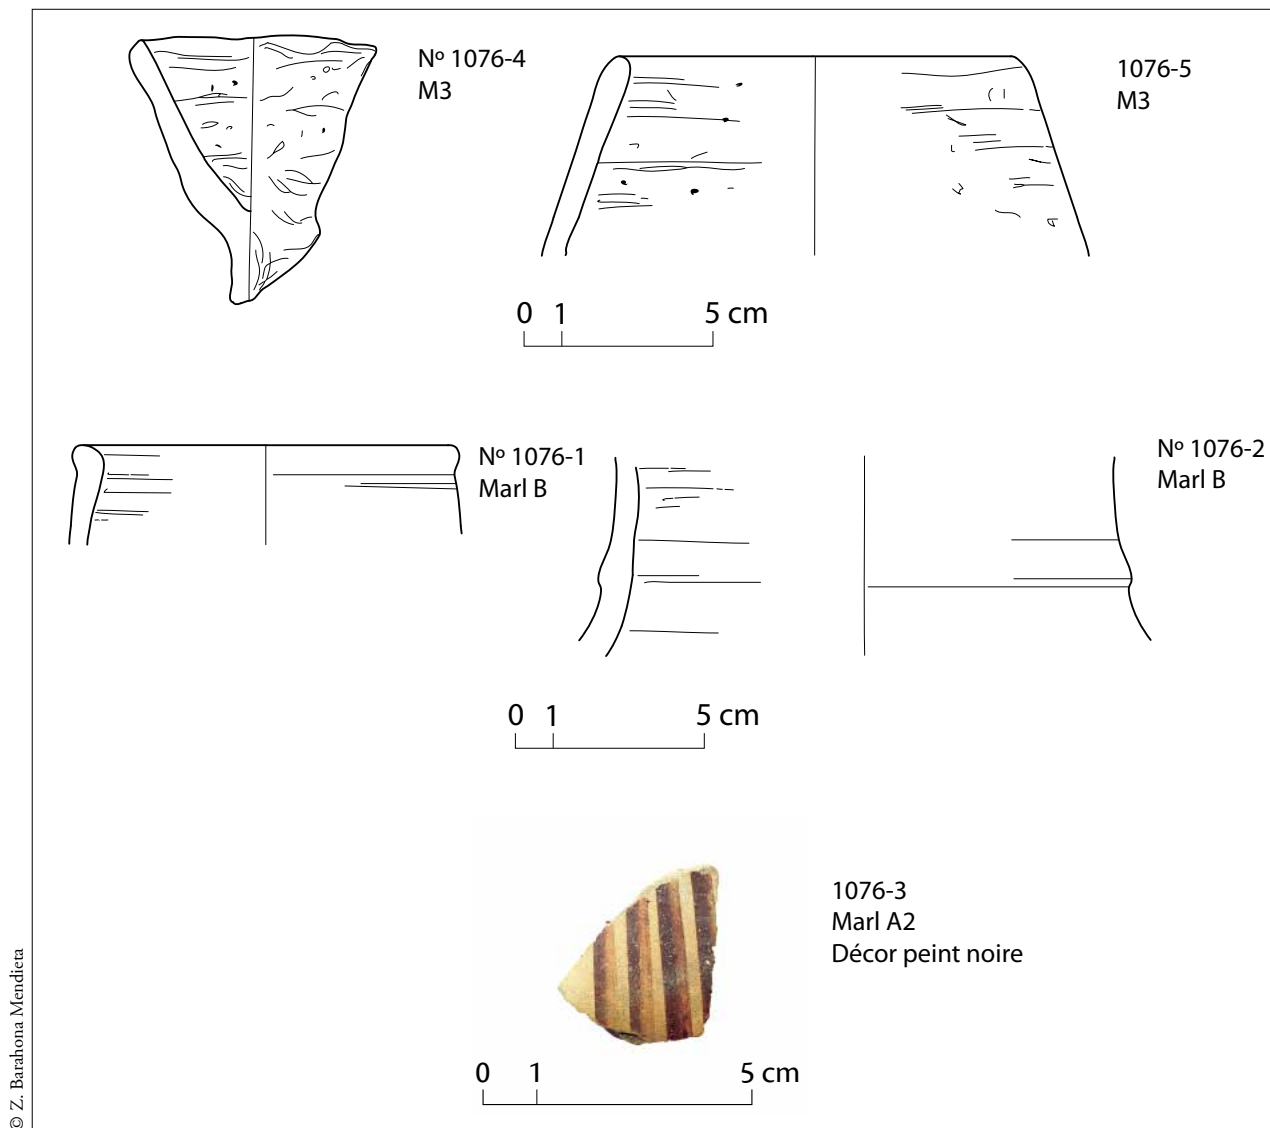 Nº 1076-4
M3
1076-5
M3
0 1 5 cm
Nº 1076-1
Marl B
Nº 1076-2
Marl B
0 1 5 cm
1076-3
Marl A2
Décor peint noire
0 1 5 cm
© Z. Barahona Mendieta